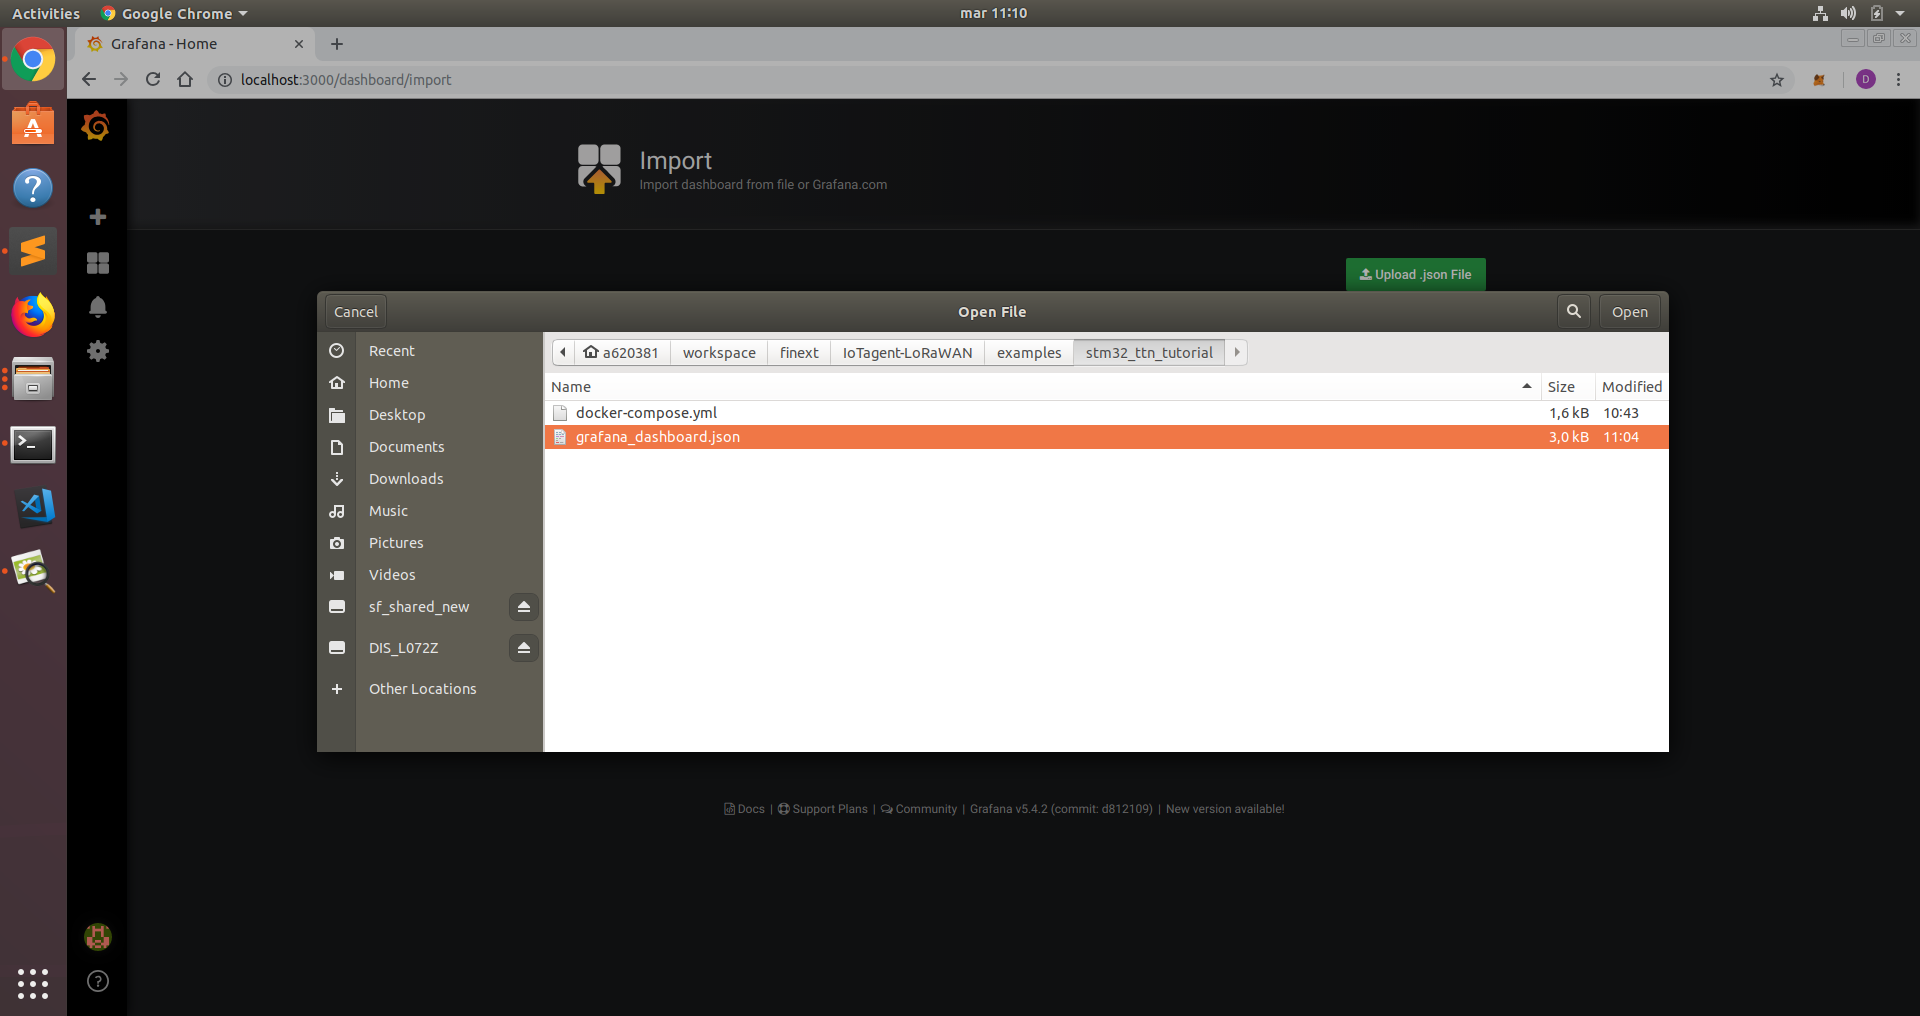 Activities Google Chrome mar 11:10
Grafana - Home
localhost:3000/dashboard/import D
Import
Import dashboard from file or Grafana.com
Upload .json File
Cancel Open File Open
Recent
Home
Desktop
Documents
Downloads
Music
Pictures
Videos
sf_shared_new
DIS_L072Z
Other Locations
a620381 workspace finext IoTagent-LoRaWAN examples stm32_ttn_tutorial
Name Size Modified
docker-compose.yml 1,6 kB 10:43
grafana_dashboard.json 3,0 kB 11:04
Docs | Support Plans | Community | Grafana v5.4.2 (commit: d812109) | New version available!